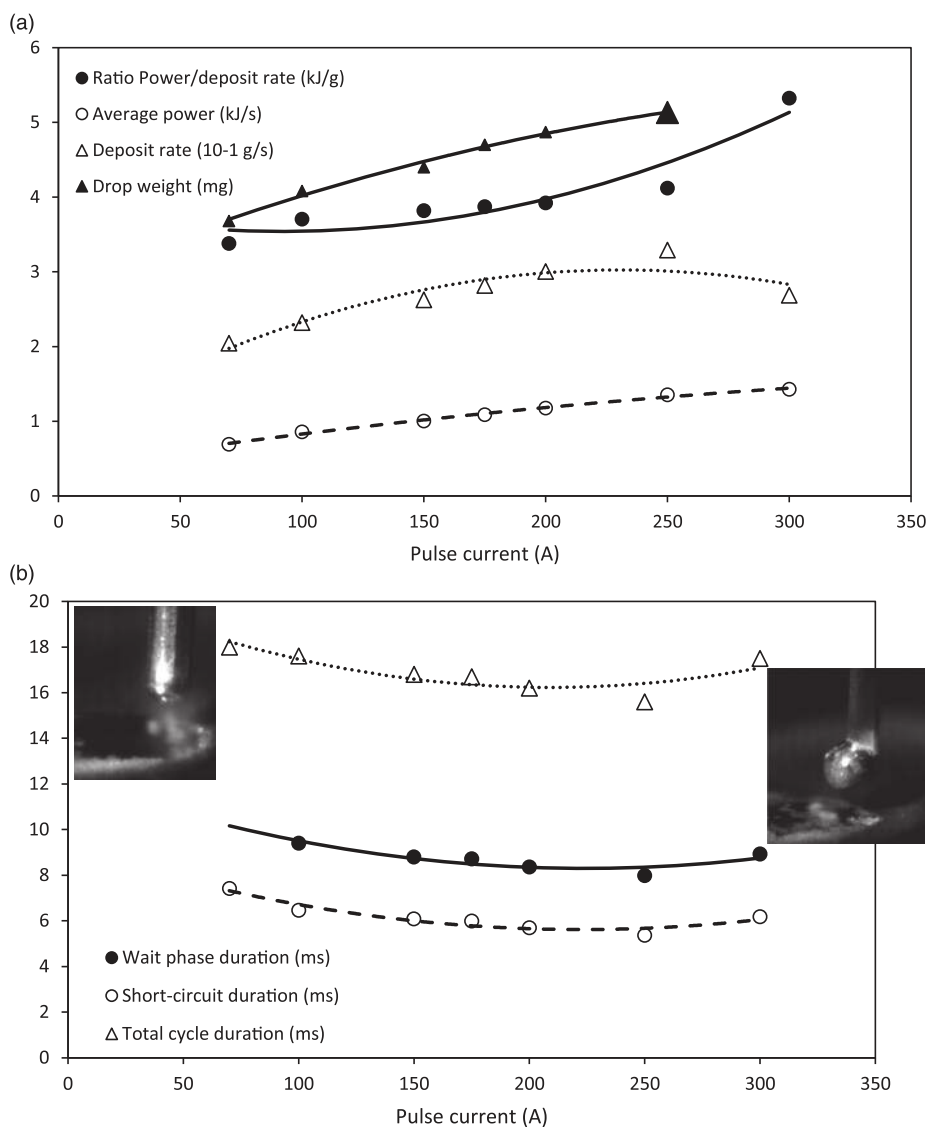 (a)
6
Ratio Power/deposit rate (kJ/g)
5
Average power (kJ/s)
Deposit rate (10-1 g/s)
4
Drop weight (mg)
3
2
1
0
0 50 100 150 200 250 300 350
Pulse current (A)
(b)
20
18
16
14
12
10
8
6
Wait phase duration (ms)
4
Short-circuit duration (ms)
2
Total cycle duration (ms)
0
0 50 100 150 200 250 300 350
Pulse current (A)